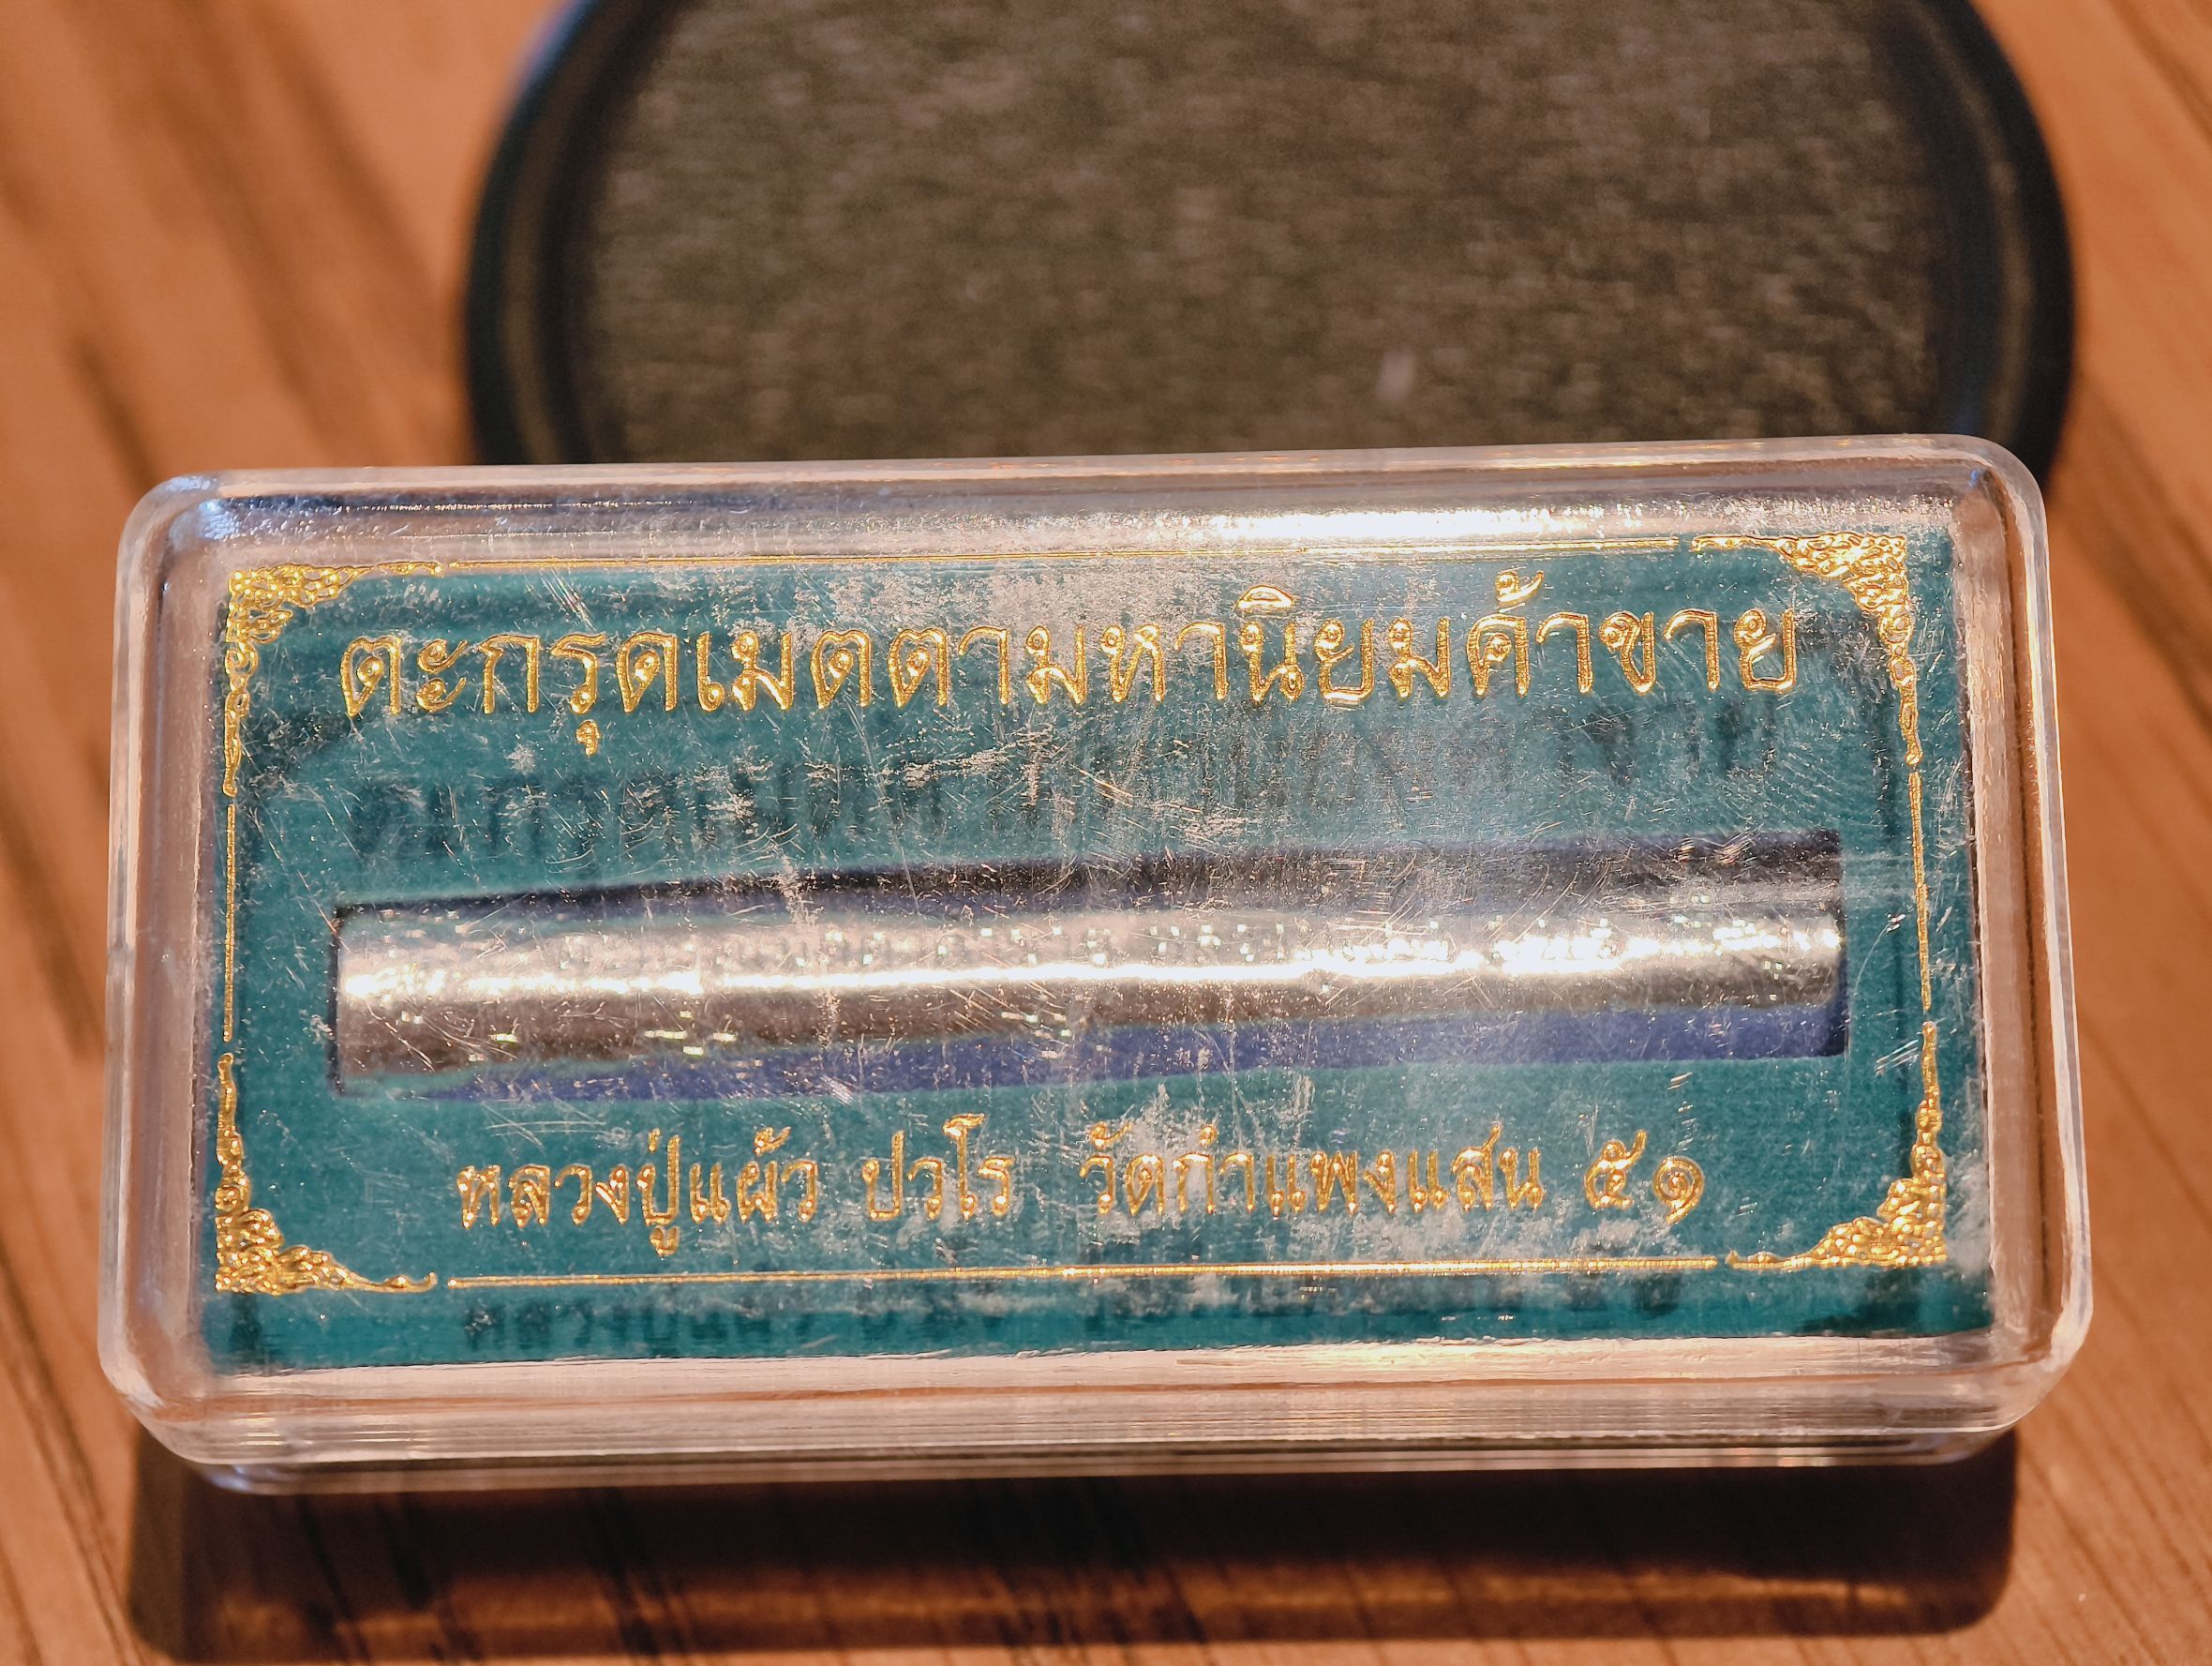 ตะกรุดเมตตามหานิยมค้าขาย
หลวงปู่แผ้ว ปวโร วัดกำแพงแสน ๕๑